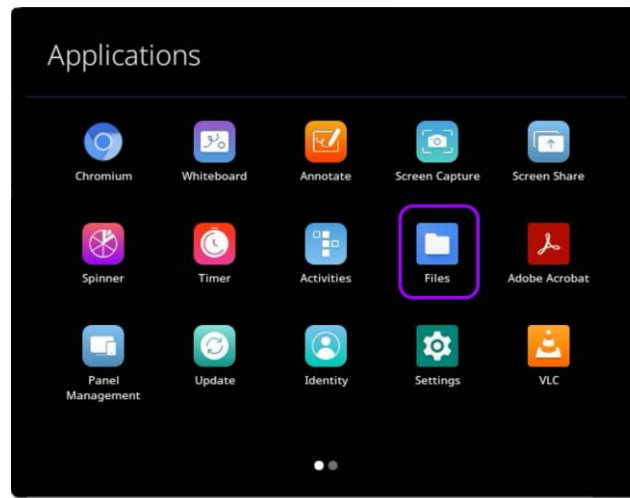 Applications
Chromium
Whiteboard
Annotate
Screen Capture
Screen Share
Spinner
Timer
Activities
Files
Adobe Acrobat
Panel
Management
Update
Identity
Settings
VLC